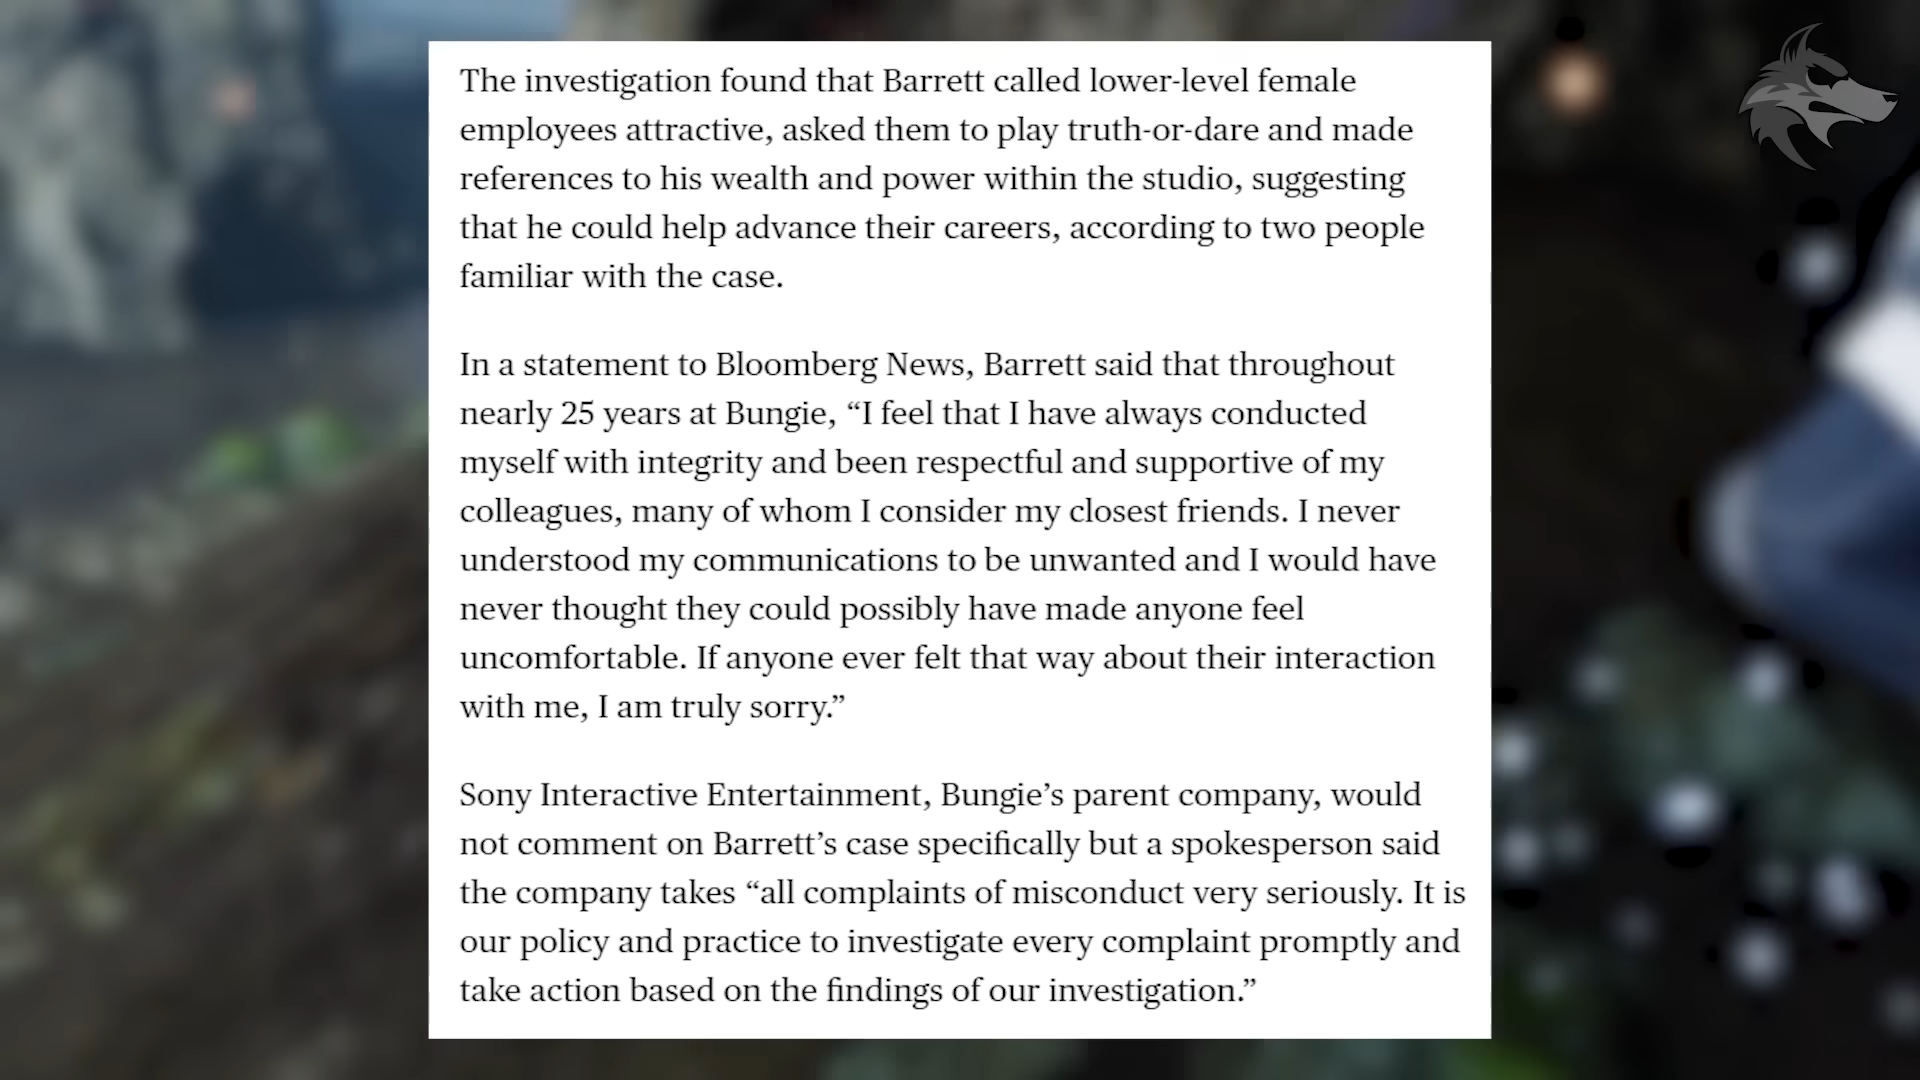 The investigation found that Barrett called lower-level female
employees attractive, asked them to play truth-or-dare and made
references to his wealth and power within the studio, suggesting
that he could help advance their careers, according to two people
familiar with the case.
In a statement to Bloomberg News, Barrett said that throughout
nearly 25 years at Bungie, “I feel that I have always conducted
myself with integrity and been respectful and supportive of my
colleagues, many of whom I consider my closest friends. I never
understood my communications to be unwanted and I would have
never thought they could possibly have made anyone feel
uncomfortable. If anyone ever felt that way about their interaction
with me, I am truly sorry.”
Sony Interactive Entertainment, Bungie’s parent company, would
not comment on Barrett’s case specifically but a spokesperson said
the company takes “all complaints of misconduct very seriously. It is
our policy and practice to investigate every complaint promptly and
take action based on the findings of our investigation.”